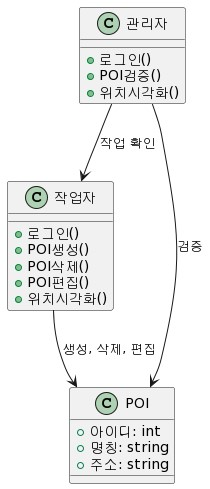 C 관리자
로그인()
POI검증()
위치시각화()
작업 확인
C 작업자
로그인()
POI생성()
POI삭제()
POI편집()
위치시각화()
검증
생성, 삭제, 편집
C POI
아이디: int
명칭: string
주소: string